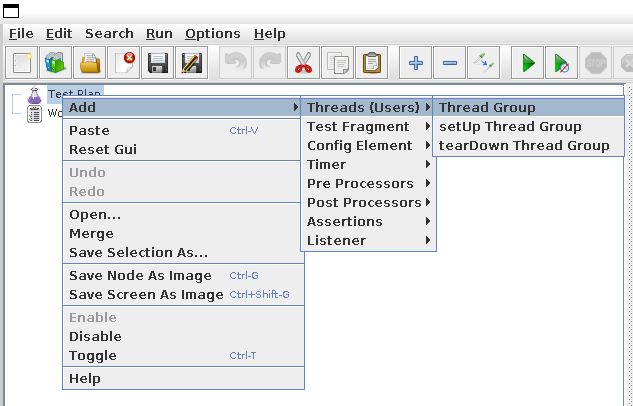 File Edit Search Run Options Help
Test Plan
Wo
Add
Paste Ctrl-V
Reset Gui
Undo
Redo
Open...
Merge
Save Selection As...
Save Node As Image Ctrl-G
Save Screen As Image Ctrl+Shift-G
Enable
Disable
Toggle Ctrl-T
Help
Threads {Users}
Test Fragment
Config Element
Timer
Pre Processors
Post Processors
Assertions
Listener
Thread Group
setUp Thread Group
tearDown Thread Group
STOP